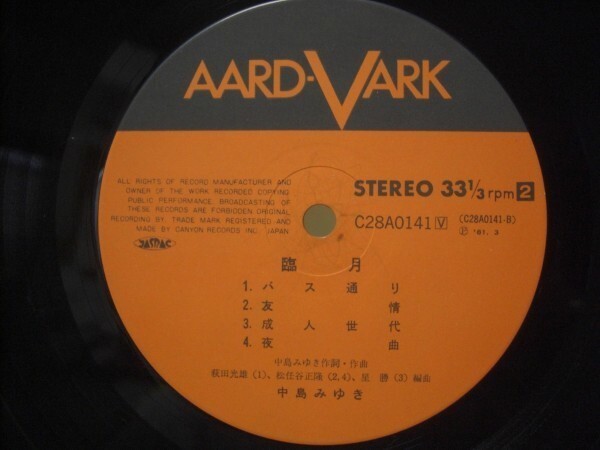 AARD-VARK
ALL RIGHTS OF RECORD MANUFACTURER AND
OWNER OF THE WORK RECORDED COPYING.
PUBLIC PERFORMANCE, BROADCASTING OF
THESE RECORDS ARE FORBIDDEN ORIGINAL
RECORDING BY. TRADE MARK REGISTERED AND
MADE BY CANYON RECORDS INC. JAPAN
STEREO 33 1/3 rpm 2
C28A0141 V (C28A0141-B)
Ⓟ '81. 3
JASRAC
臨月
1. バス通り
2. 友情
3. 成人世代
4. 夜曲
中島みゆき作詞・作曲
萩田光雄(1)、松任谷正隆(2,4)、星 勝(3)編曲
中島みゆき